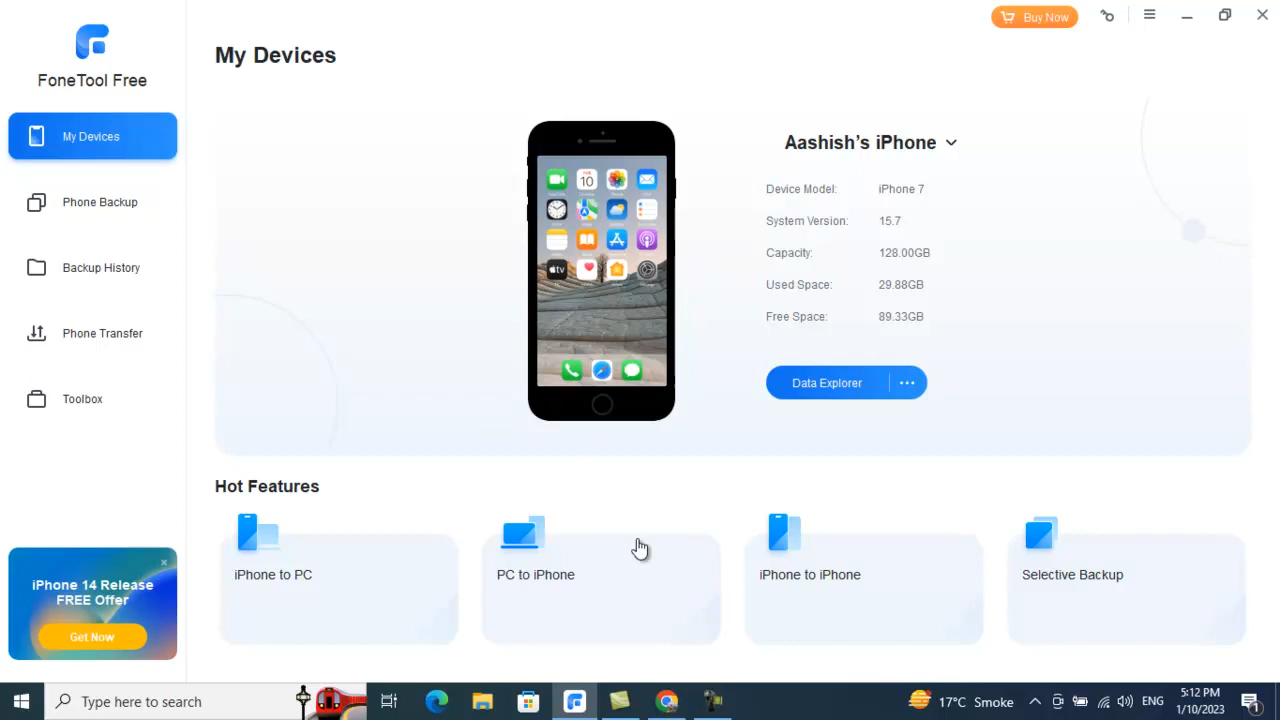 Buy Now
FoneTool Free
My Devices
Phone Backup
Backup History
Phone Transfer
Toolbox
iPhone 14 Release
FREE Offer
Get Now
My Devices
10
tv
Aashish’s iPhone
Device Model: iPhone 7
System Version: 15.7
Capacity: 128.00GB
Used Space: 29.88GB
Free Space: 89.33GB
Data Explorer
Hot Features
iPhone to PC
PC to iPhone
iPhone to iPhone
Selective Backup
Type here to search
17°C Smoke
ENG
5:12 PM
1/10/2023
1